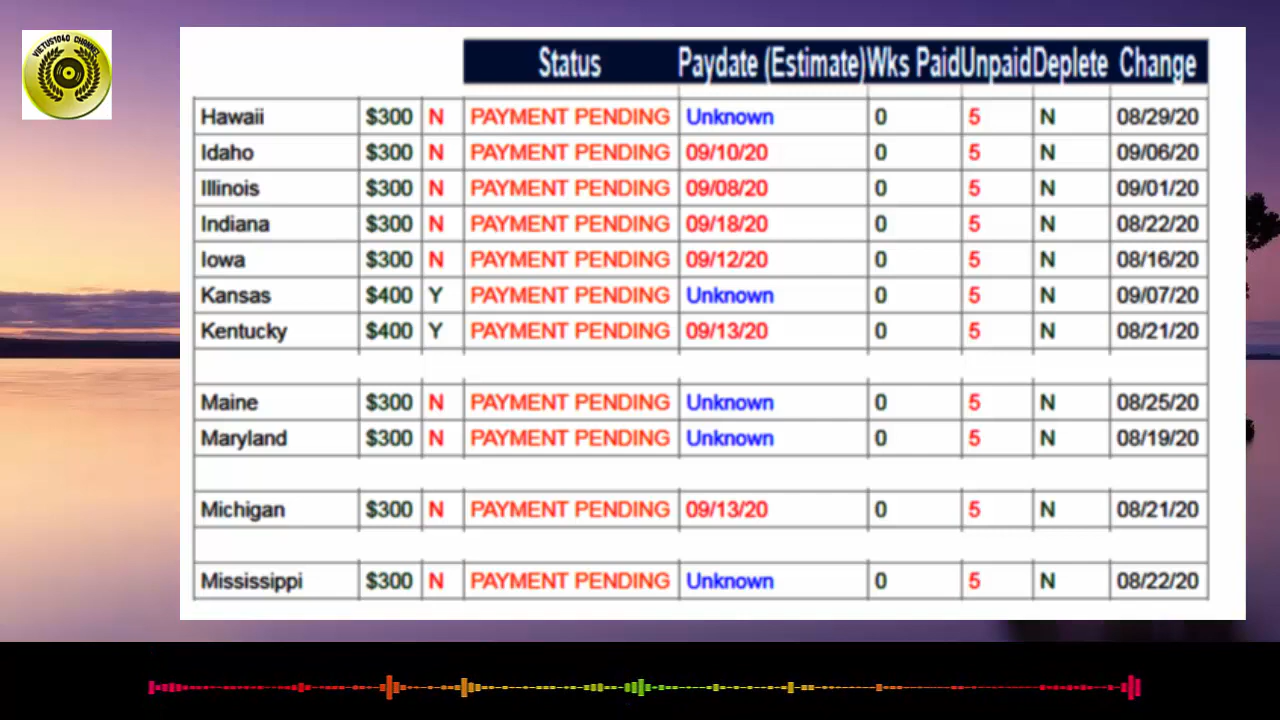 VIETUS1040 CHANNEL
Status Paydate (Estimate) Wks Paid Unpaid Deplete Change
Hawaii $300 N PAYMENT PENDING Unknown 0 5 N 08/29/20
Idaho $300 N PAYMENT PENDING 09/10/20 0 5 N 09/06/20
Illinois $300 N PAYMENT PENDING 09/08/20 0 5 N 09/01/20
Indiana $300 N PAYMENT PENDING 09/18/20 0 5 N 08/22/20
Iowa $300 N PAYMENT PENDING 09/12/20 0 5 N 08/16/20
Kansas $400 Y PAYMENT PENDING Unknown 0 5 N 09/07/20
Kentucky $400 Y PAYMENT PENDING 09/13/20 0 5 N 08/21/20
Maine $300 N PAYMENT PENDING Unknown 0 5 N 08/25/20
Maryland $300 N PAYMENT PENDING Unknown 0 5 N 08/19/20
Michigan $300 N PAYMENT PENDING 09/13/20 0 5 N 08/21/20
Mississippi $300 N PAYMENT PENDING Unknown 0 5 N 08/22/20